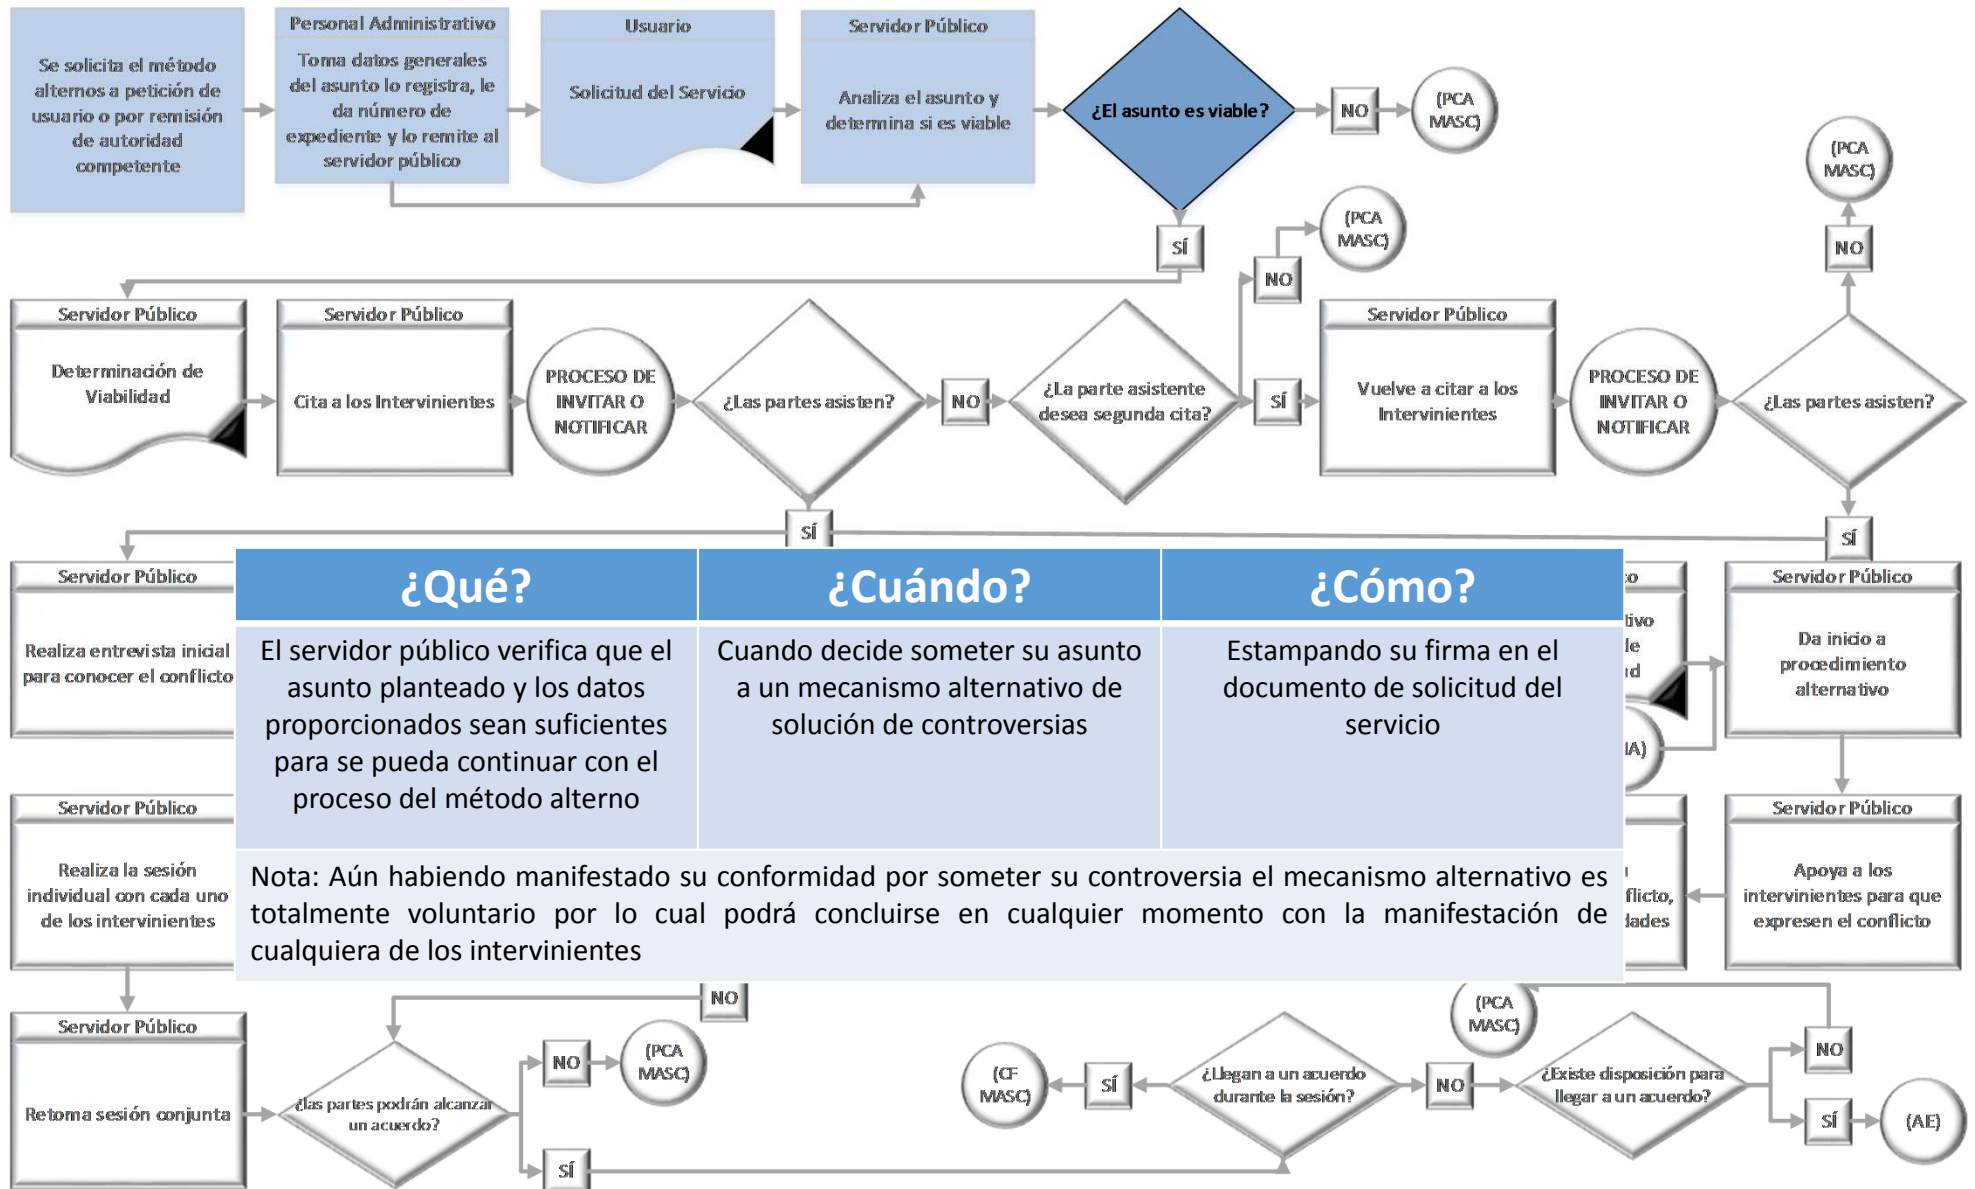 Se solicita el método
alternos a petición de
usuario o por remisión
de autoridad
competente
Personal Administrativo
Toma datos generales
del asunto lo registra, le
da número de
expediente y lo remite al
servidor público
Usuario
Solicitud del Servicio
Servidor Público
Analiza el asunto y
determina si es viable
¿El asunto es viable?
NO
(PCA
MASC)
SÍ
(PCA
MASC)
NO
(PCA
MASC)
NO
Servidor Público
Determinación de
Viabilidad
Servidor Público
Cita a los Intervinientes
PROCESO DE
INVITAR O
NOTIFICAR
¿Las partes asisten?
NO
¿La parte asistente
desea segunda cita?
SÍ
Servidor Público
Vuelve a citar a los
Intervinientes
PROCESO DE
INVITAR O
NOTIFICAR
¿Las partes asisten?
SÍ
SÍ
Servidor Público
Realiza entrevista inicial
para conocer el conflicto
¿Qué?
¿Cuándo?
¿Cómo?
El servidor público verifica que el
asunto planteado y los datos
proporcionados sean suficientes
para se pueda continuar con el
proceso del método alterno
Cuando decide someter su asunto
a un mecanismo alternativo de
solución de controversias
Estampando su firma en el
documento de solicitud del
servicio
Nota: Aún habiendo manifestado su conformidad por someter su controversia el mecanismo alternativo es
totalmente voluntario por lo cual podrá concluirse en cualquier momento con la manifestación de
cualquiera de los intervinientes
Servidor Público
Da inicio a
procedimiento
alternativo
Servidor Público
Realiza la sesión
individual con cada uno
de los intervinientes
Servidor Público
Apoya a los
intervinientes para que
expresen el conflicto
Servidor Público
Retoma sesión conjunta
NO
¿las partes podrán alcanzar
un acuerdo?
NO
(PCA
MASC)
SÍ
(CF
MASC)
SÍ
¿Llegan a un acuerdo
durante la sesión?
NO
(PCA
MASC)
¿Existe disposición para
llegar a un acuerdo?
NO
SÍ
(AE)